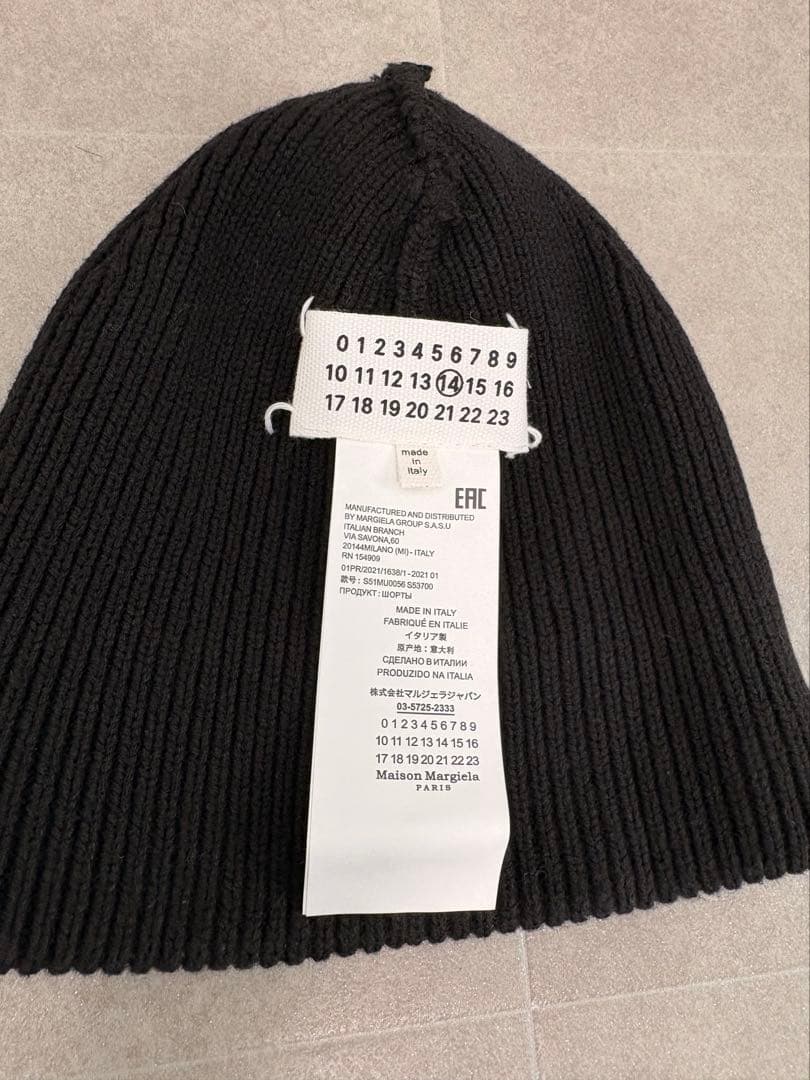 0 1 2 3 4 5 6 7 8 9
10 11 12 13 14 15 16
17 18 19 20 21 22 23
made
in
italy
EAC
MANUFACTURED AND DISTRIBUTED
BY MARGIELA GROUP S.A.S.U
ITALIAN BRANCH
VIA SAVONA,60
20144MILANO (MI)- ITALY
RN 154909
01PR/2021/1638/1-2021 01
款号: S51MU0056 S53700
ПРОДУКТ: ШОРТЫ
MADE IN ITALY
FABRIQUÉ EN ITALIE
イタリア製
原产地: 意大利
СДЕЛАНО В ИТАЛИИ
PRODUZIDO NA ITALIA
株式会社マルジェラジャパン
03-5725-2333
0 1 2 3 4 5 6 7 8 9
10 11 12 13 14 15 16
17 18 19 20 21 22 23
Maison Margiela
PARIS